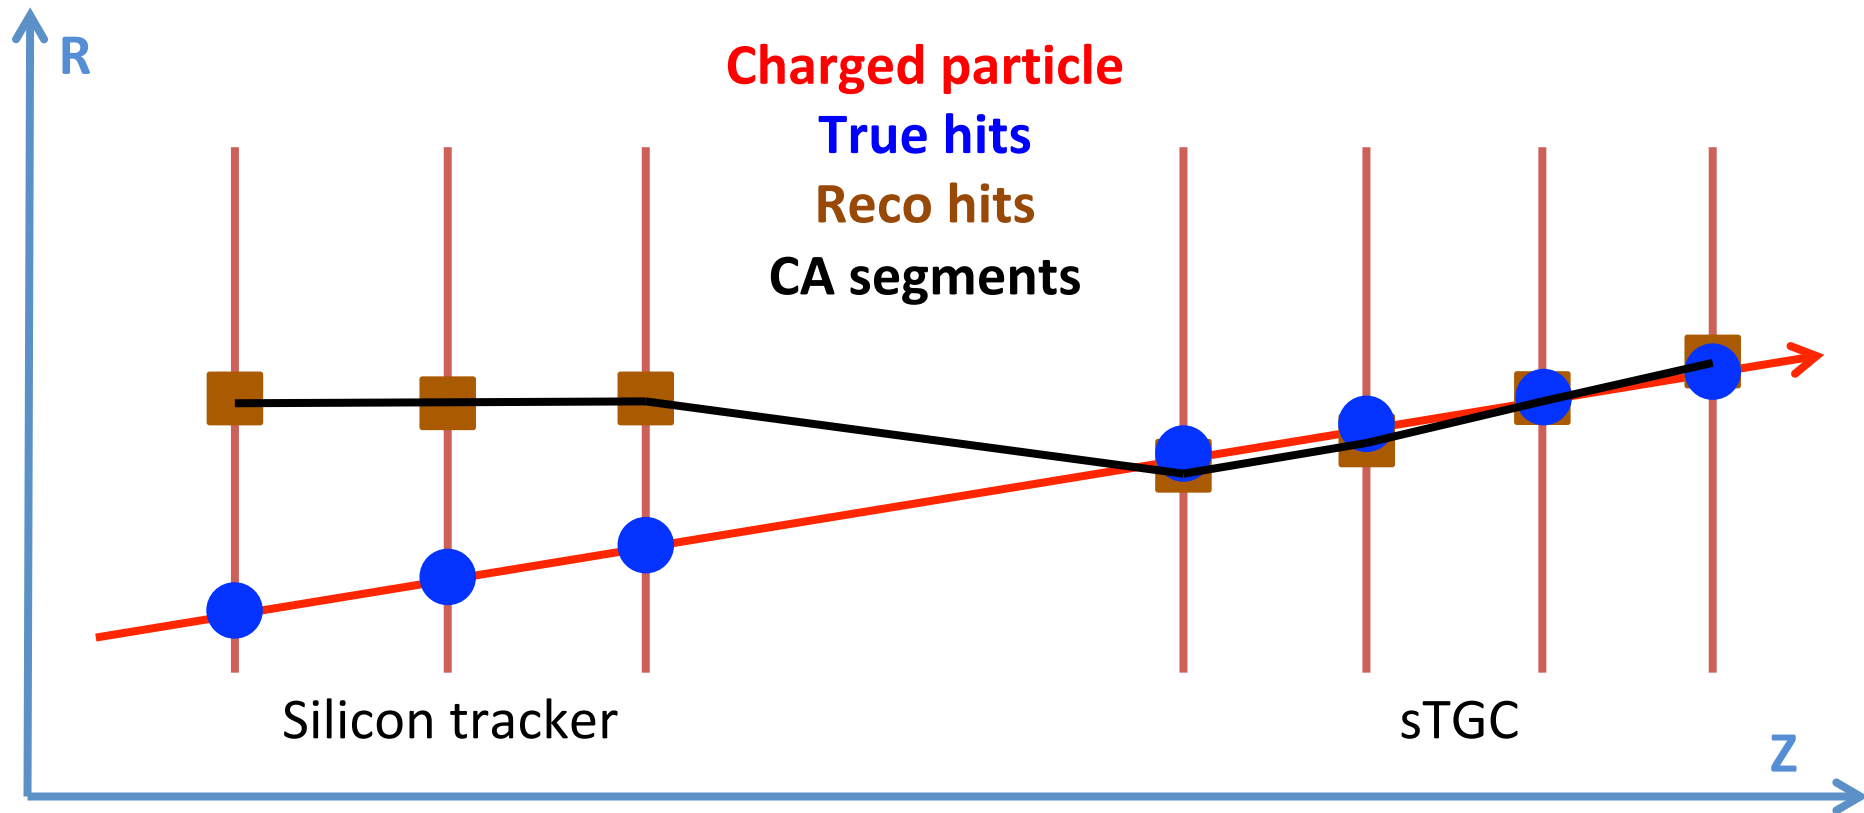 R
Charged particle
True hits
Reco hits
CA segments
Silicon tracker
sTGC
Z